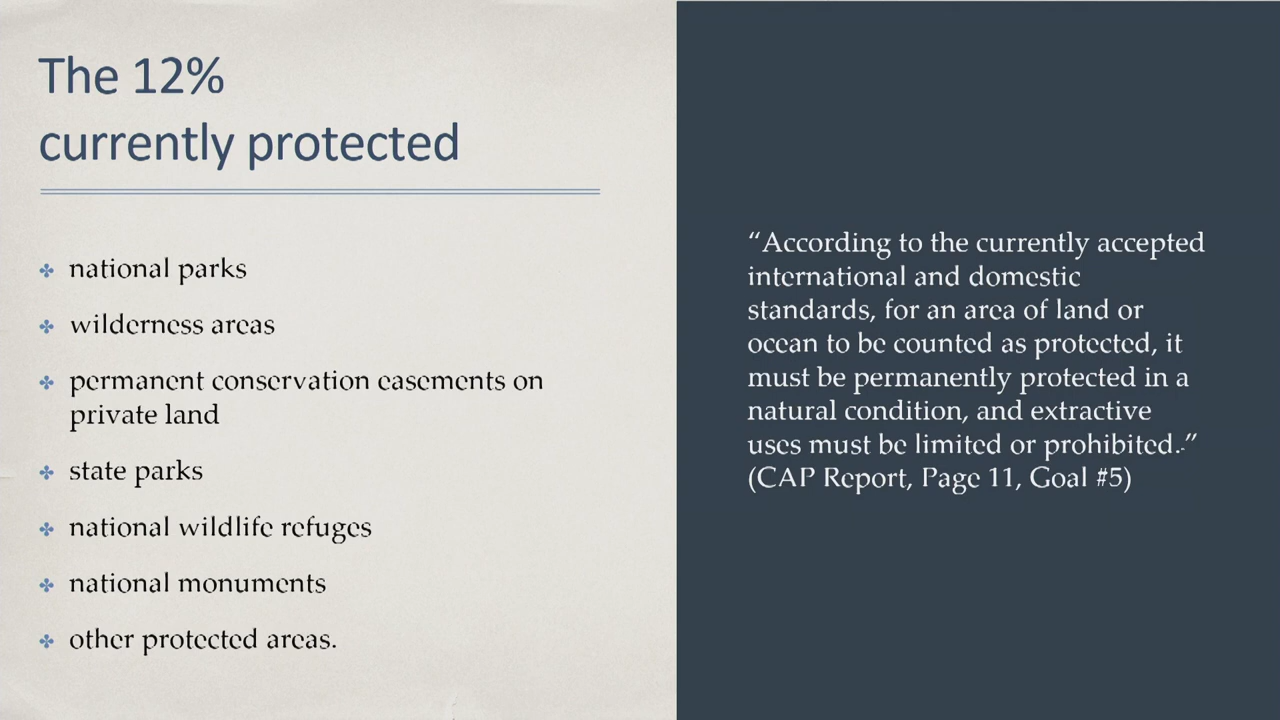 The 12%
currently protected
national parks
wilderness areas
permanent conservation easements on
private land
state parks
national wildlife refuges
national monuments
other protected areas.
“According to the currently accepted
international and domestic
standards, for an area of land or
ocean to be counted as protected, it
must be permanently protected in a
natural condition, and extractive
uses must be limited or prohibited.”
(CAP Report, Page 11, Goal #5)